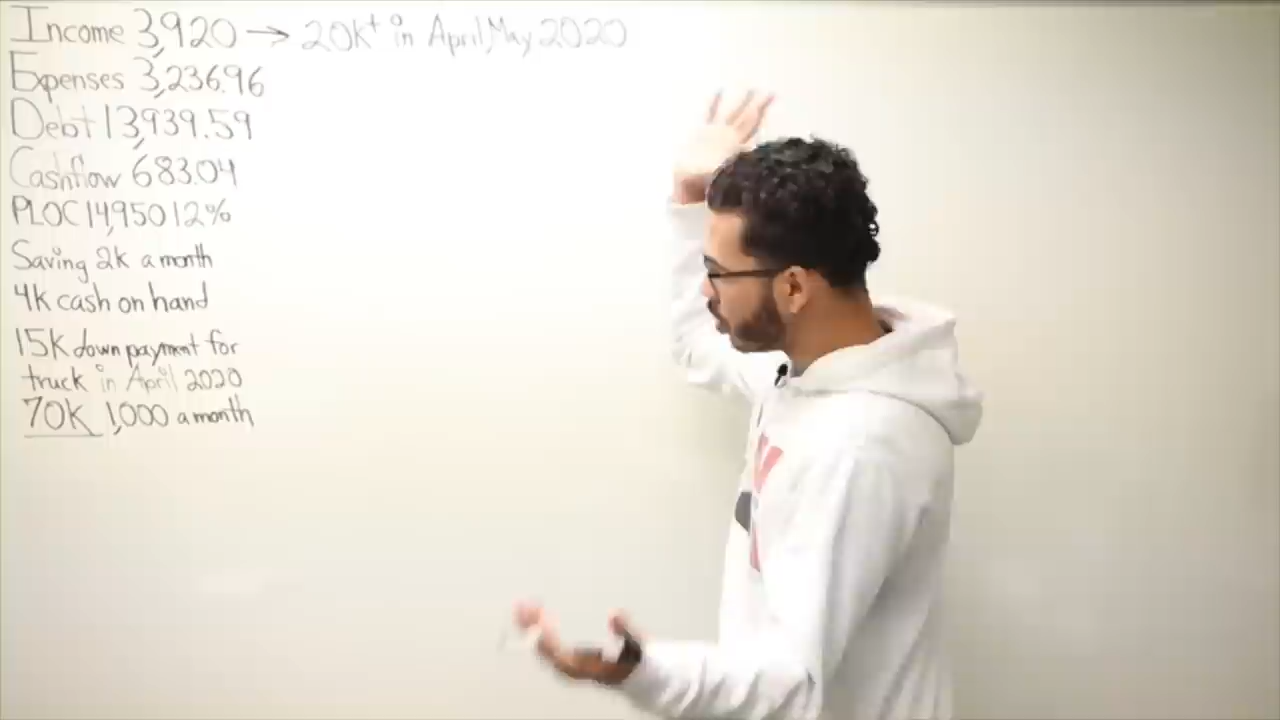 Income 3,920 → 20K+ in April, May 2020
Expenses 3,236.96
Debt 13,939.59
Cashflow 683.04
PLOC 14,950 12%
Saving 2k a month
4k cash on hand
15K down payment for
truck in April 2020
70K 1,000 a month